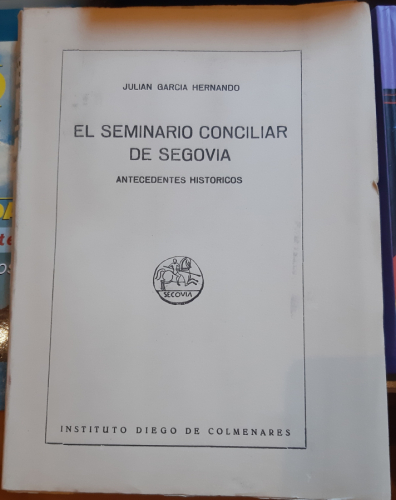 JULIAN GARCIA HERNANDO
EL SEMINARIO CONCILIAR
DE SEGOVIA
ANTECEDENTES HISTORICOS
SEGOVIA
INSTITUTO DIEGO DE COLMENARES